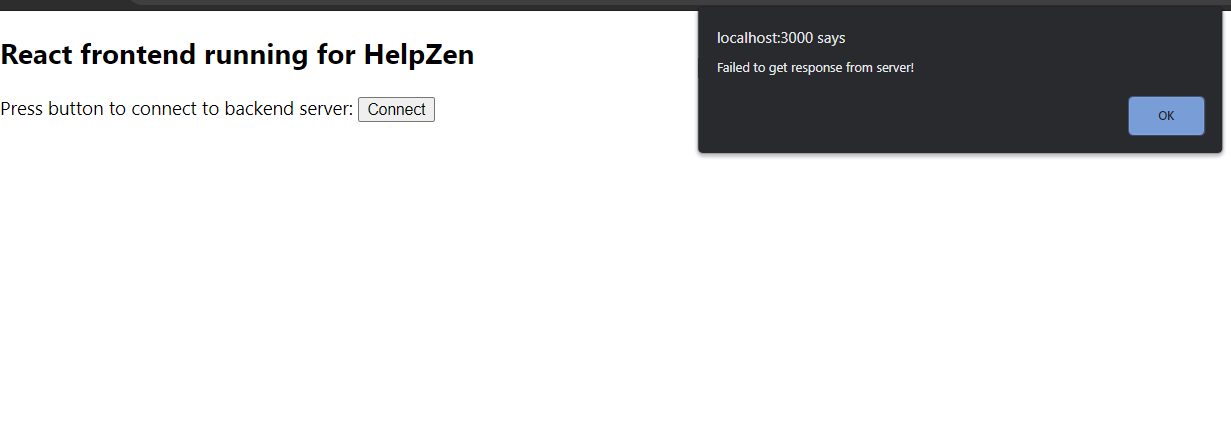 React frontend running for HelpZen
Press button to connect to backend server: Connect
localhost:3000 says
Failed to get response from server!
OK